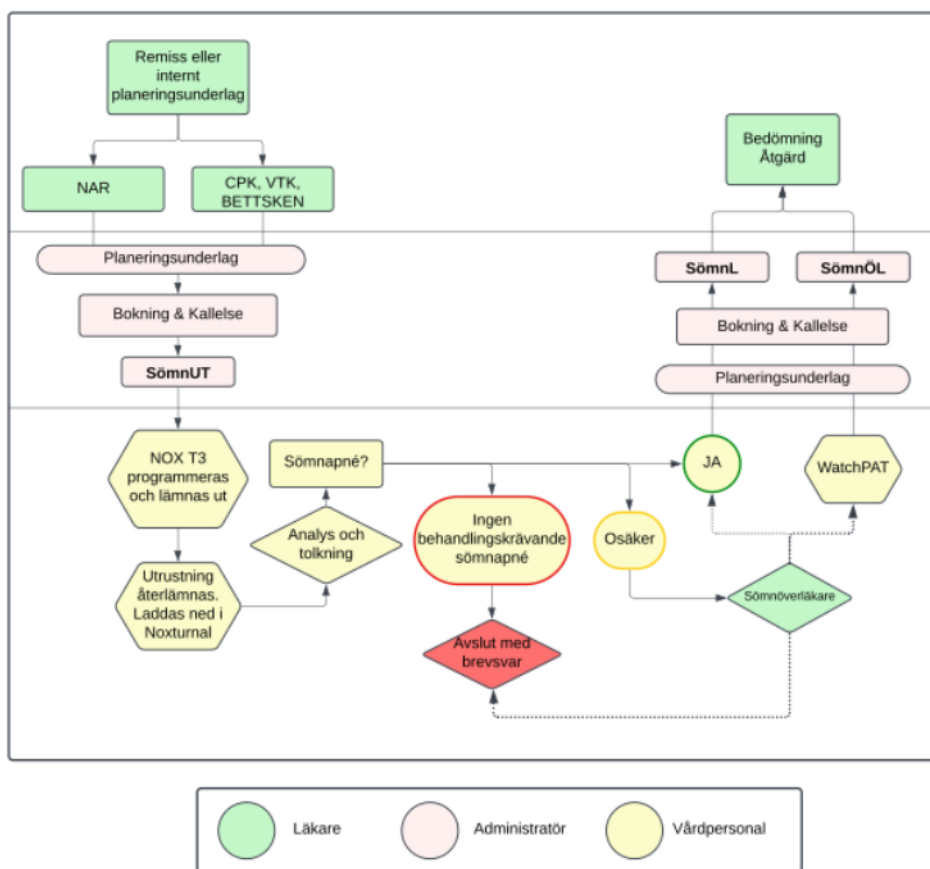 Remiss eller
internt
planeringsunderlag
NAR
CPK, VTK,
BETTSKEN
Bedömning
Åtgärd
Planeringsunderlag
Bokning & Kallelse
SömnUT
SömnL
SömnÖL
Bokning & Kallelse
Planeringsunderlag
NOX T3
programmeras
och lämnas ut
Utrustning
återlämnas.
Laddas ned i
Noxturnal
Sömnapné?
Analys och
tolkning
Ingen
behandlingskrävande
sömnapné
Avslut med
brevsvar
Osäker
JA
WatchPAT
Sömnöverläkare
Läkare
Administratör
Vårdpersonal